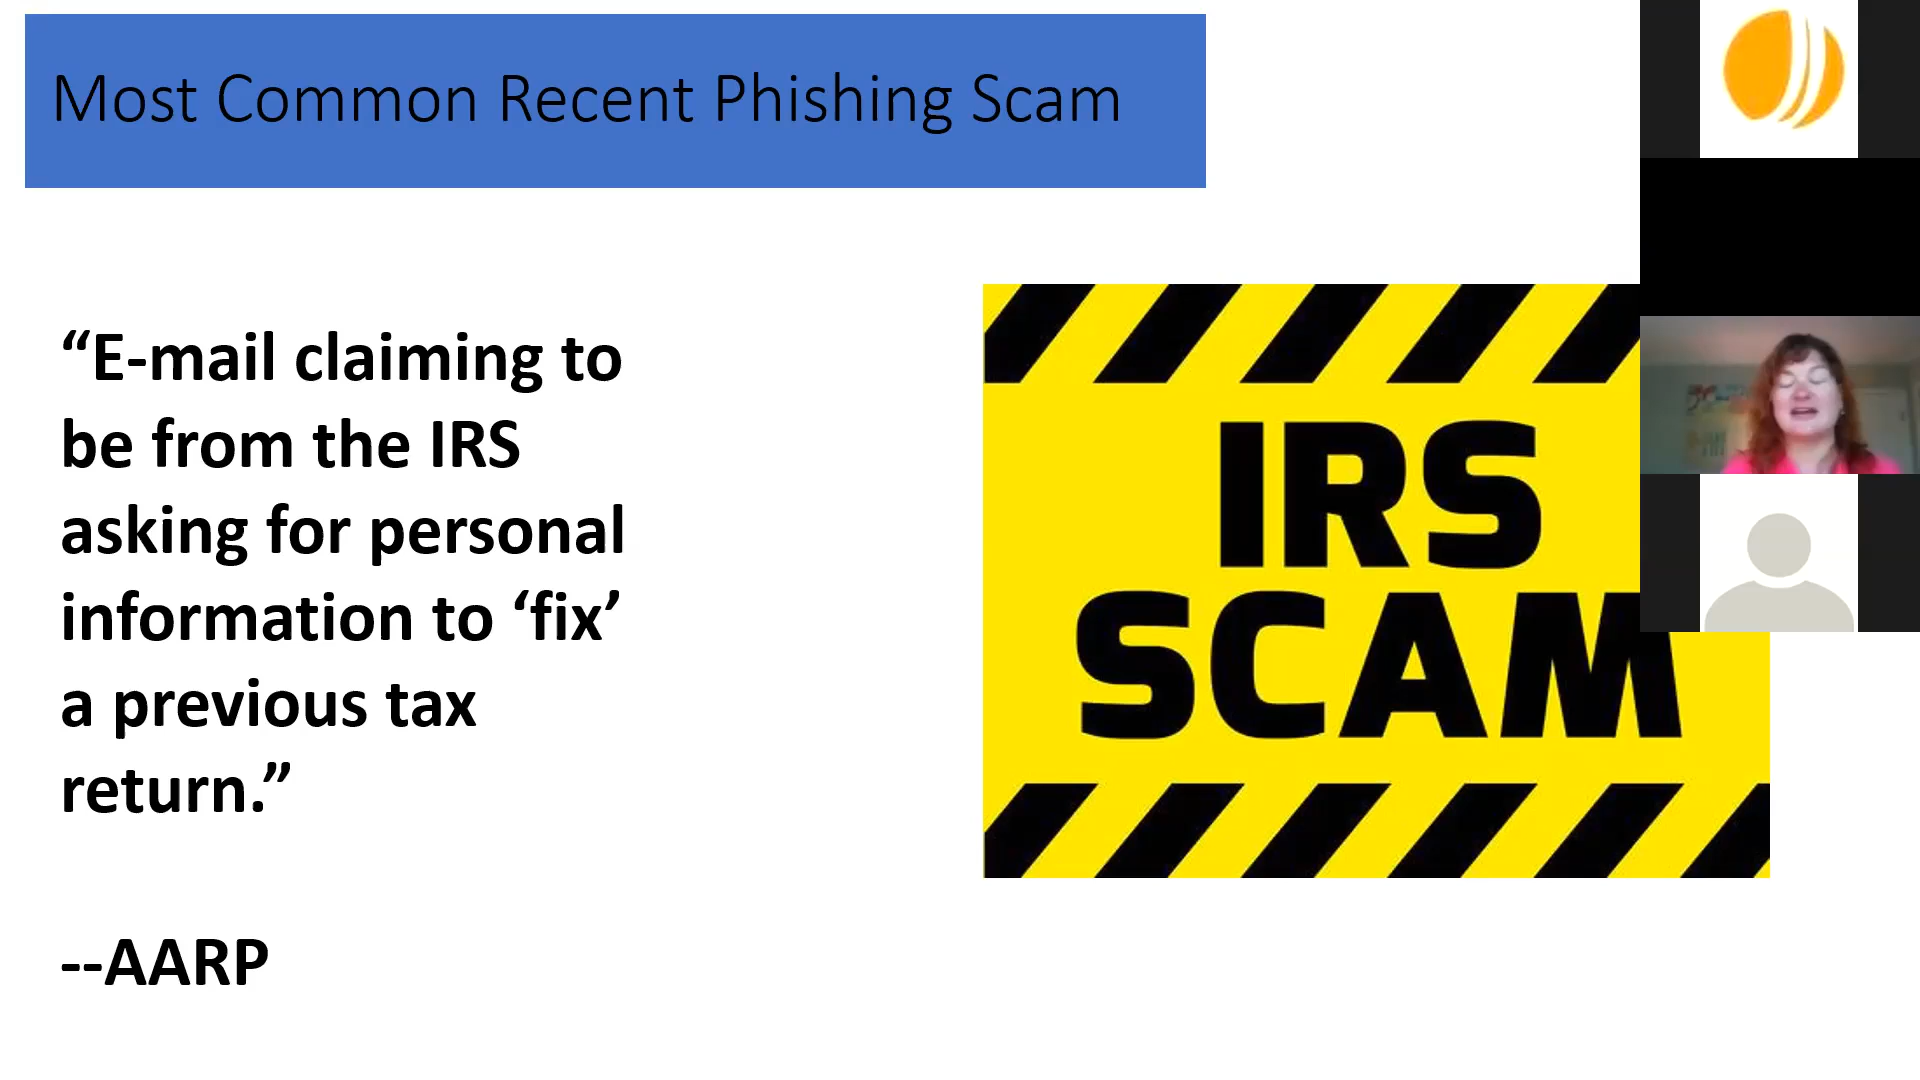 Most Common Recent Phishing Scam
“E-mail claiming to
be from the IRS
asking for personal
information to ‘fix’
a previous tax
return.”
--AARP
IRS
SCAM